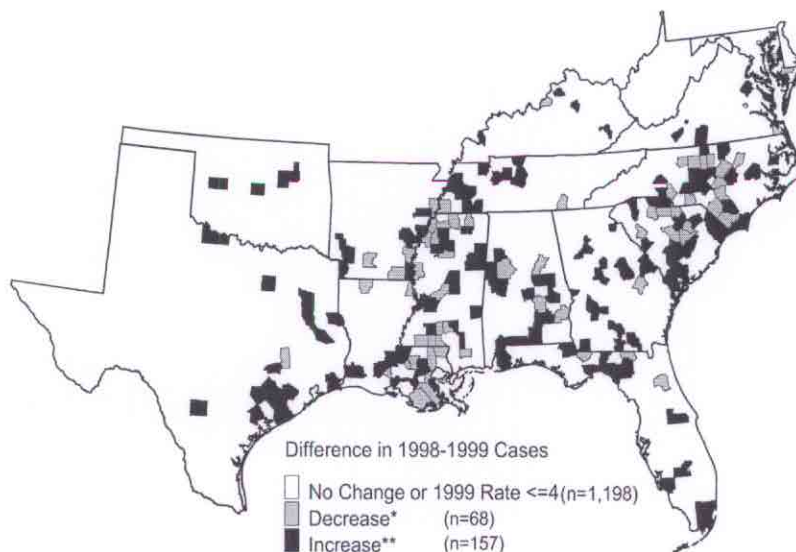 Difference in 1998-1999 Cases
No Change or 1999 Rate <=4(n=1,198)
Decrease* (n=68)
Increase** (n=157)